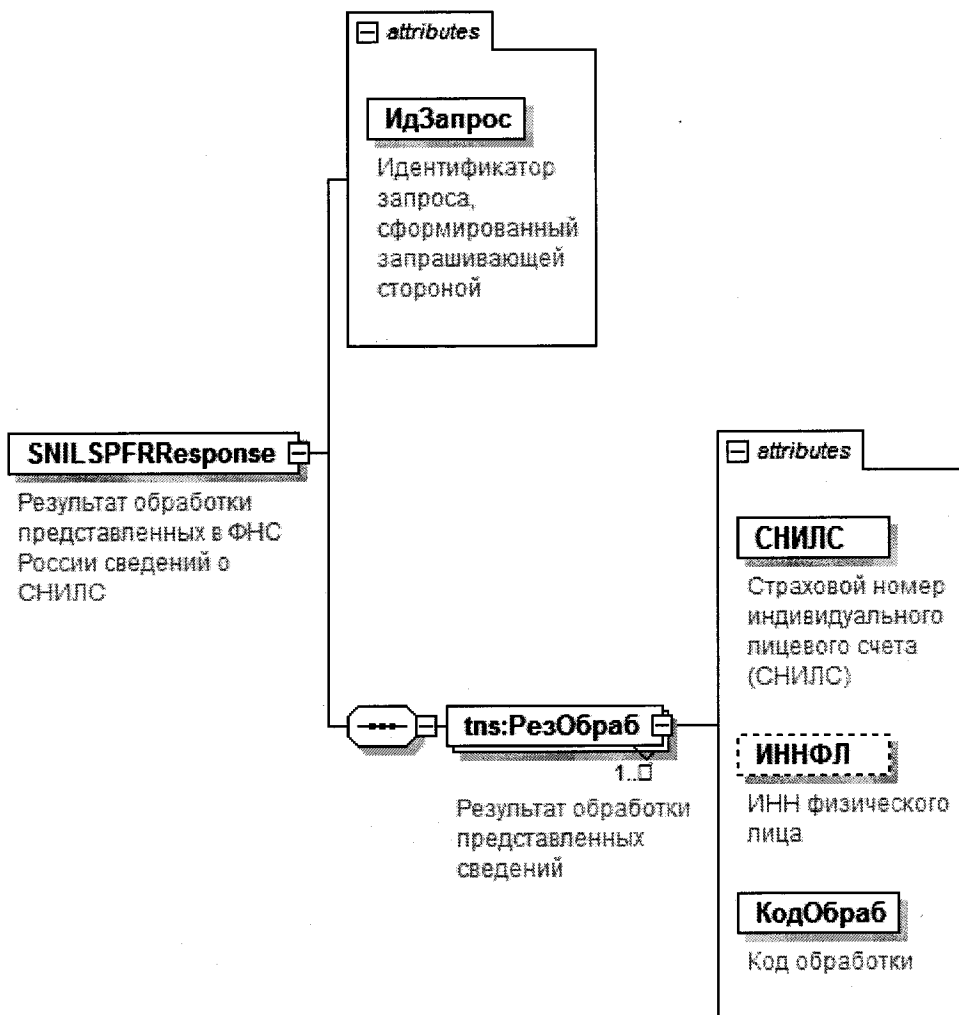 attributes
ИдЗапрос
Идентификатор
запроса,
сформированный
запрашивающей
стороной
SNILSPFRResponse
Результат обработки
представленных в ФНС
России сведений о
СНИЛС
attributes
СНИЛС
Страховой номер
индивидуального
лицевого счета
(СНИЛС)
tns:РезОбраб
1..□
Результат обработки
представленных
сведений
ИННФЛ
ИНН физического
лица
КодОбраб
Код обработки